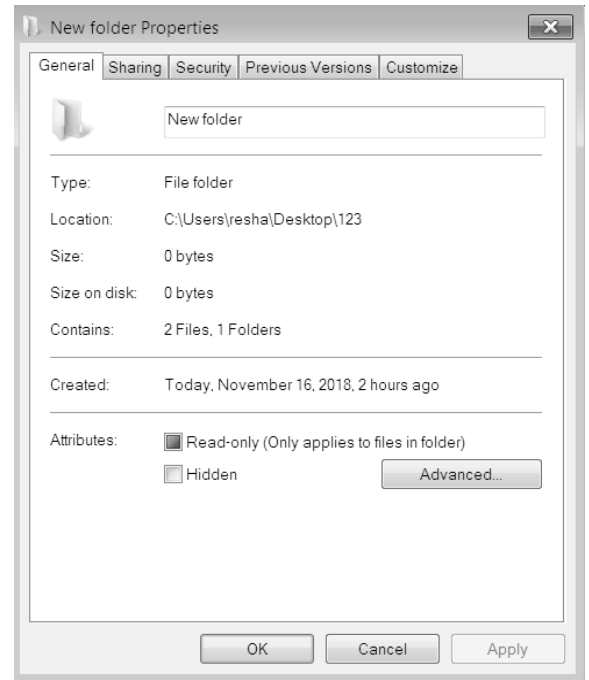 New folder Properties
General Sharing Security Previous Versions Customize
New folder
Type: File folder
Location: C:\Users\resha\Desktop\123
Size: 0 bytes
Size on disk: 0 bytes
Contains: 2 Files, 1 Folders
Created: Today, November 16, 2018, 2 hours ago
Attributes: Read-only (Only applies to files in folder)
Hidden Advanced...
OK Cancel Apply